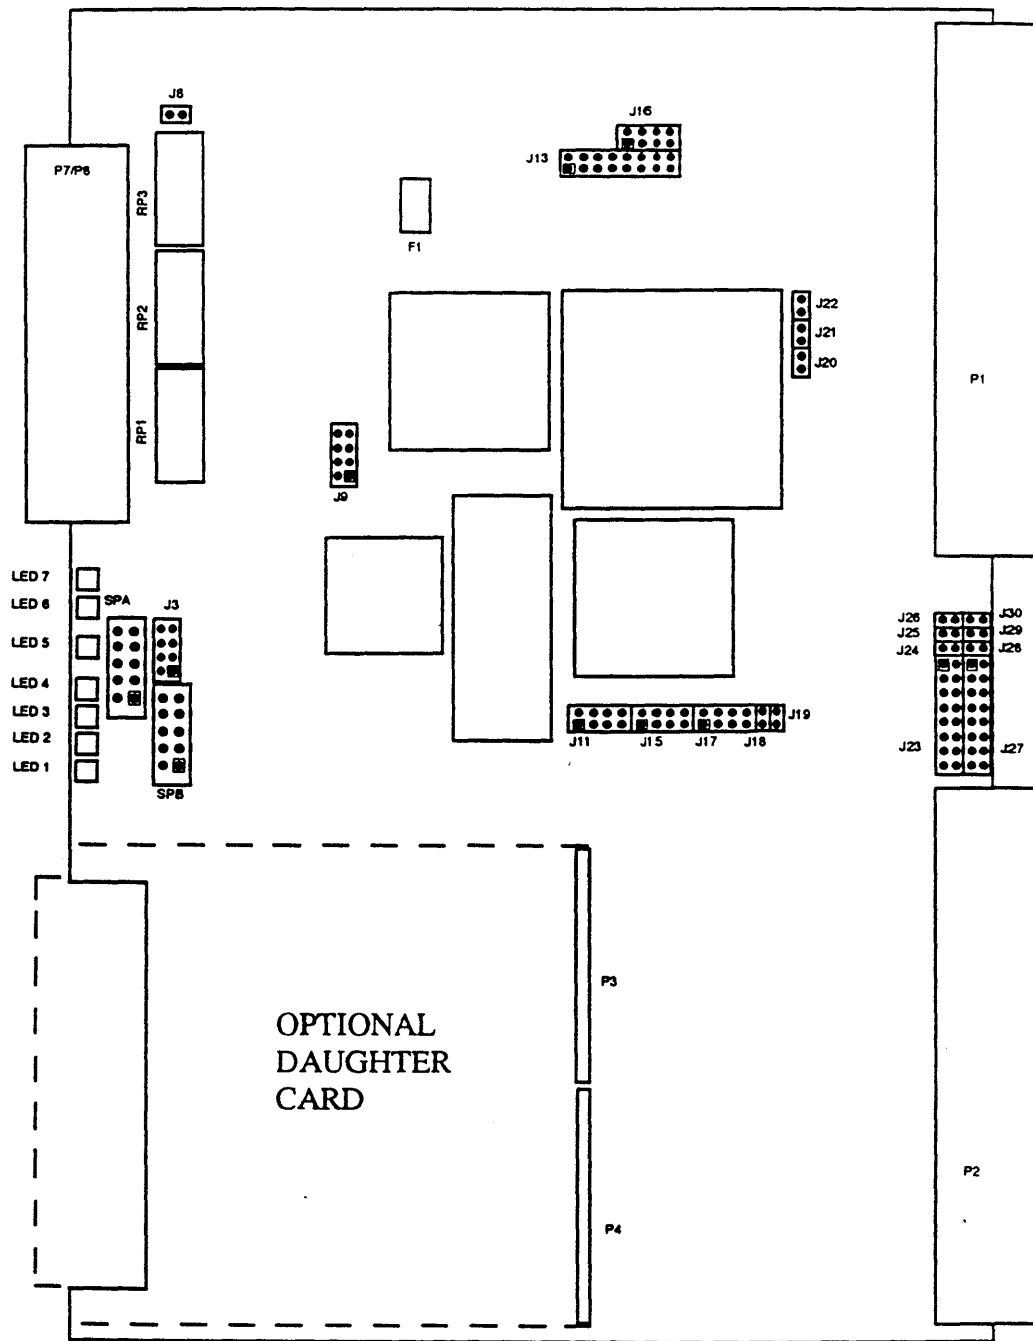 J8
J16
J13
P7/P8
RP3
F1
RP2
J22
J21
J20
P1
RP1
J9
LED 7
LED 6
SPA
J3
J26
J30
J25
J29
LED 5
J24
J28
LED 4
LED 3
J19
LED 2
J11
J15
J17
J18
J23
J27
LED 1
SPB
P3
OPTIONAL
DAUGHTER
CARD
P2
P4